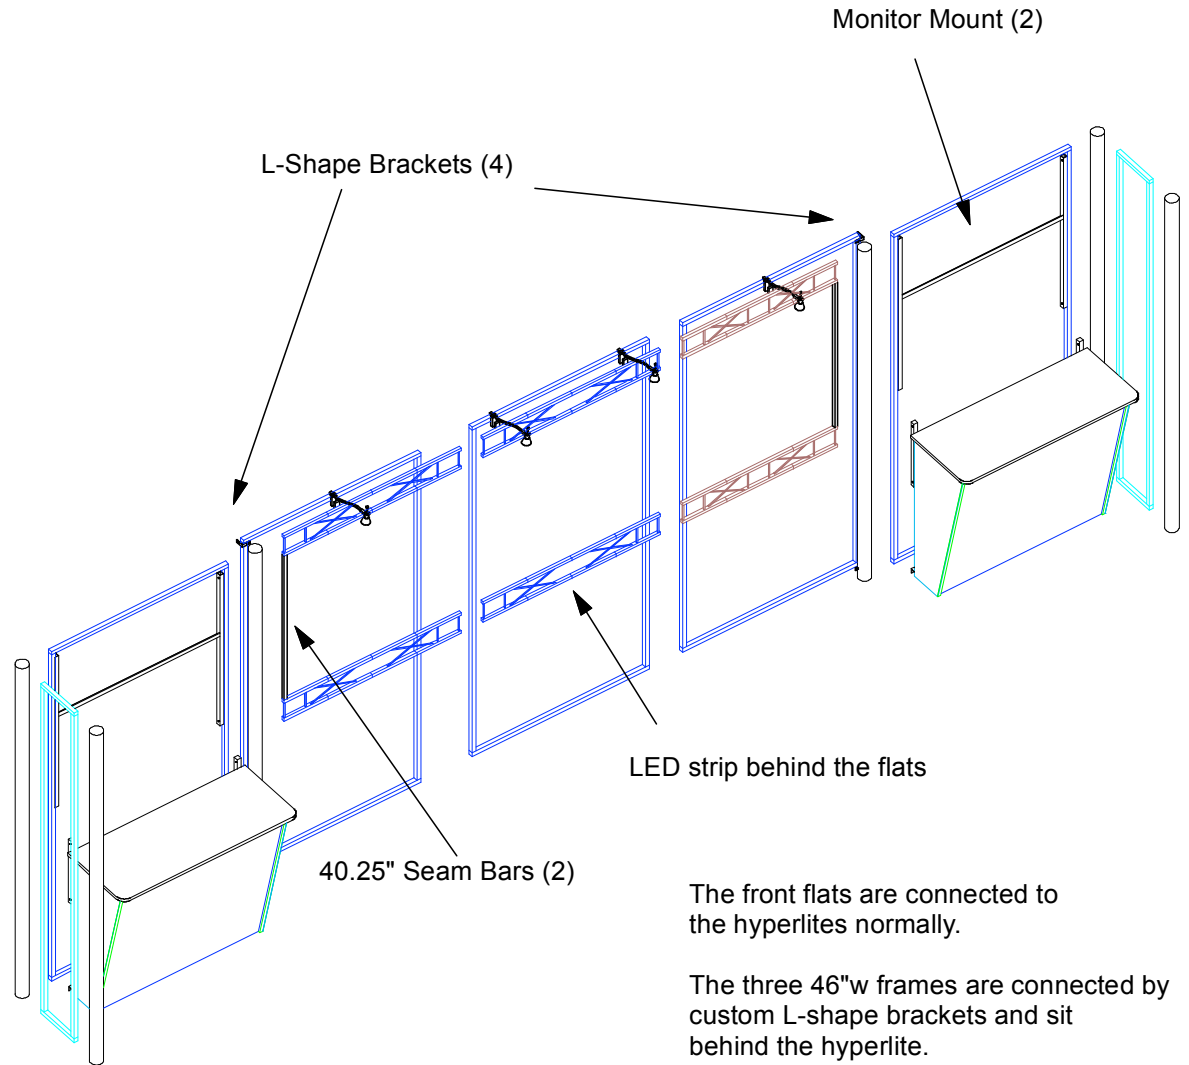 Monitor Mount (2)
L-Shape Brackets (4)
LED strip behind the flats
40.25" Seam Bars (2)
The front flats are connected to
the hyperlites normally.
The three 46"w frames are connected by
custom L-shape brackets and sit
behind the hyperlite.